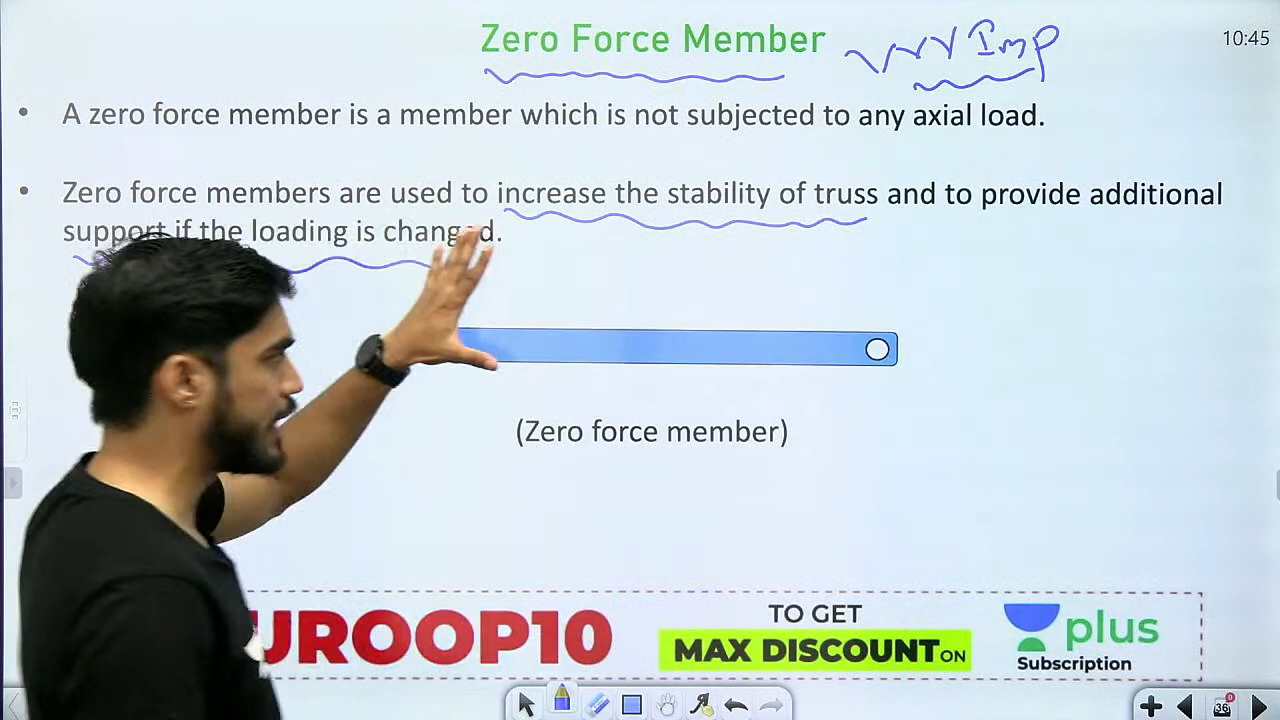 Zero Force Member VVV Imp
10:45
• A zero force member is a member which is not subjected to any axial load.
• Zero force members are used to increase the stability of truss and to provide additional
support if the loading is changed.
(Zero force member)
UROOP10
TO GET
MAX DISCOUNT ON
plus
Subscription
36